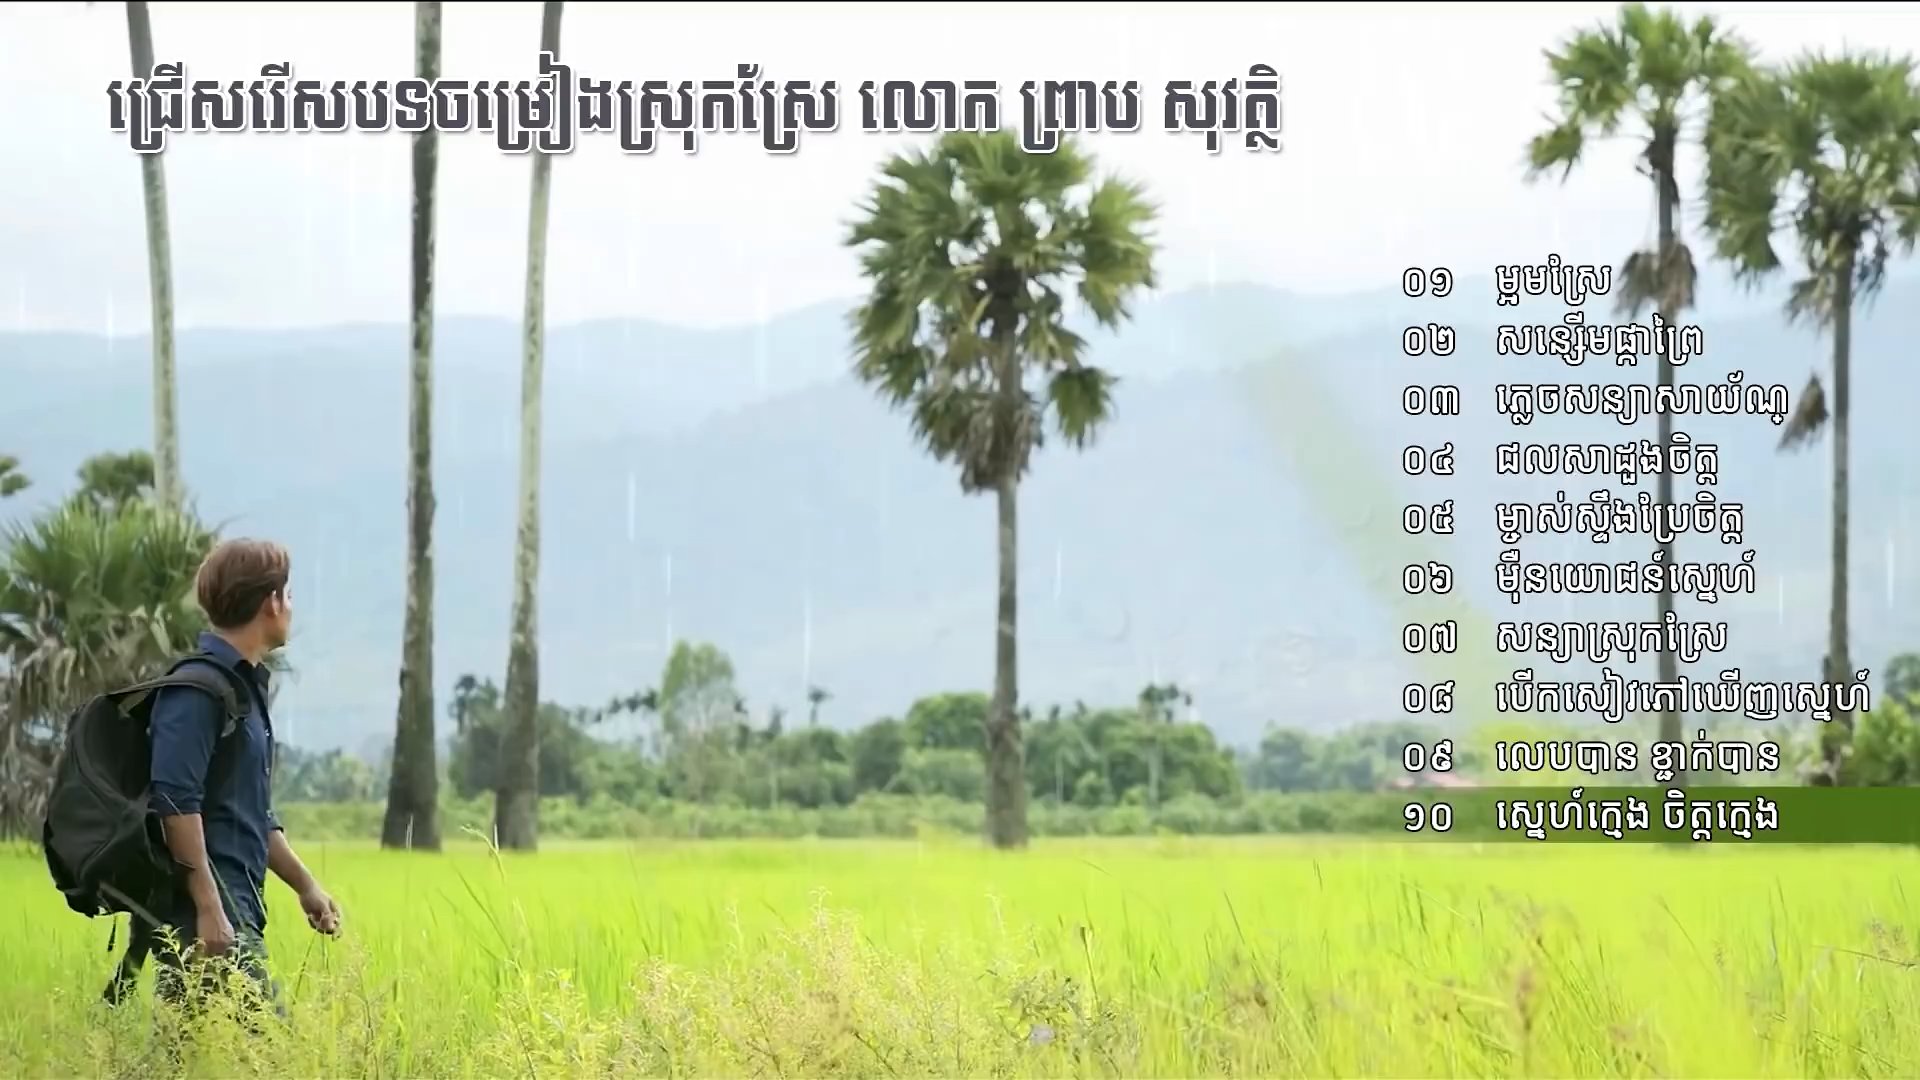 ជ្រើសរើសបទចម្រៀងស្រុកស្រែ លោក ព្រាប សុវត្ថិ
០១ ម្អមស្រែ
០២ សន្សើមផ្កាព្រៃ
០៣ ភ្លេចសន្យាសាយ័ណ្ហ
០៤ ផលសាដួងចិត្ត
០៥ ម្ចាស់ស្ទឹងប្រែចិត្ត
០៦ ម៉ឺនយោជន៍ស្នេហ៍
០៧ សន្យាស្រុកស្រែ
០៨ បើកសៀវភៅឃើញស្នេហ៍
០៩ លេបបាន ខ្ជាក់បាន
១០ ស្នេហ៍ក្មេង ចិត្តក្មេង